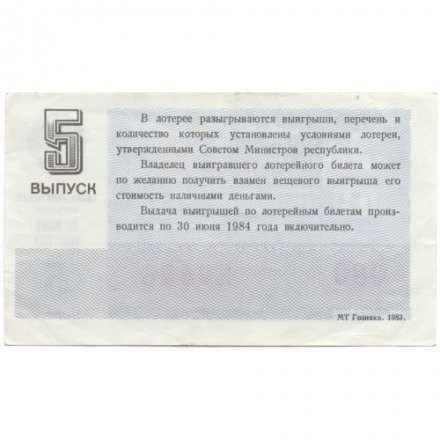 5
ВЫПУСК
В лотерее разыгрываются выигрыши, перечень и
количество которых установлены условиями лотереи,
утвержденными Советом Министров республики.
Владелец выигравшего лотерейного билета может
по желанию получить взамен вещевого выигрыша его
стоимость наличными деньгами.
Выдача выигрышей по лотерейным билетам произ-
водится по 30 июня 1984 года включительно.
МТ Гознака. 1983.